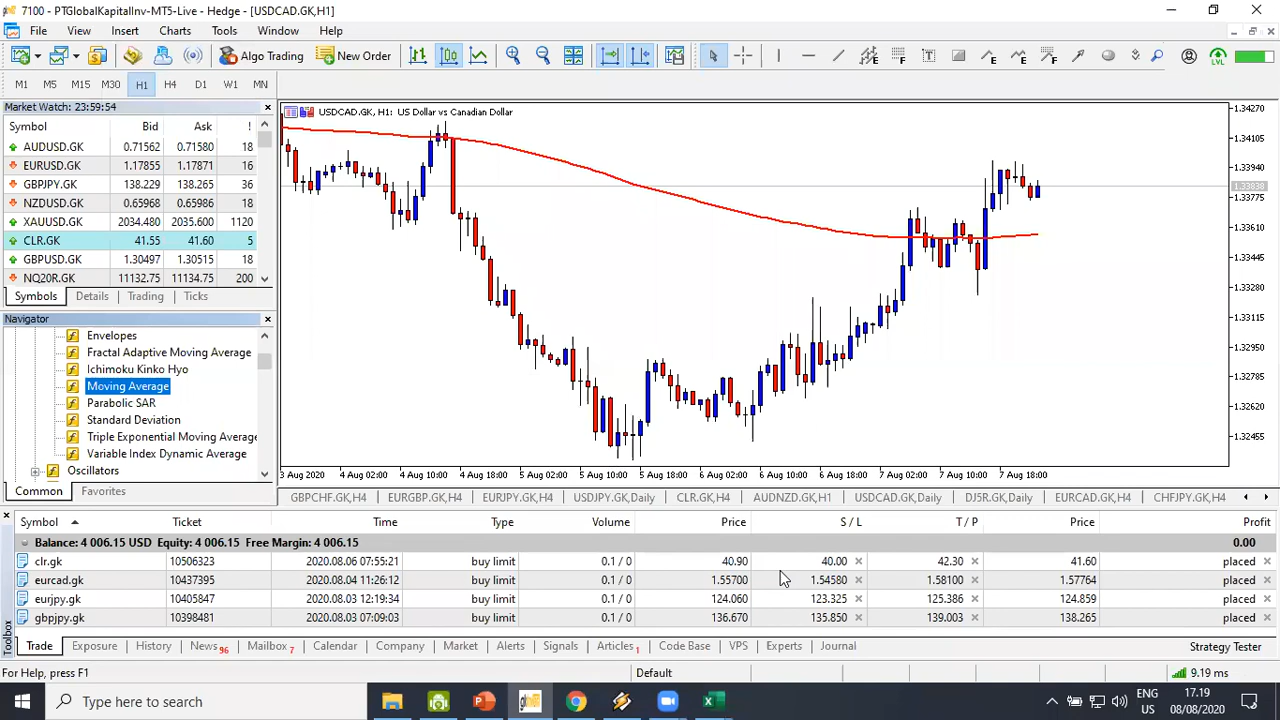 7100 - PTGlobalKapitalInv-MT5-Live - Hedge - [USDCAD.GK,H1]
File View Insert Charts Tools Window Help
Algo Trading New Order LVL
M1 M5 M15 M30 H1 H4 D1 W1 MN
Market Watch: 23:59:54
Symbol Bid Ask !
AUDUSD.GK 0.71562 0.71580 18
EURUSD.GK 1.17855 1.17871 16
GBPJPY.GK 138.229 138.265 36
NZDUSD.GK 0.65968 0.65986 18
XAUUSD.GK 2034.480 2035.600 1120
CLR.GK 41.55 41.60 5
GBPUSD.GK 1.30497 1.30515 18
NQ20R.GK 11132.75 11134.75 200
Symbols Details Trading Ticks
Navigator
Envelopes
Fractal Adaptive Moving Average
Ichimoku Kinko Hyo
Moving Average
Parabolic SAR
Standard Deviation
Triple Exponential Moving Average
Variable Index Dynamic Average
Oscillators
Common Favorites
USDCAD.GK, H1: US Dollar vs Canadian Dollar
1.34270
1.34105
1.33940
1.33775
1.33610
1.33445
1.33280
1.33115
1.32950
1.32785
1.32620
1.32455
3 Aug 2020 4 Aug 02:00 4 Aug 10:00 4 Aug 18:00 5 Aug 02:00 5 Aug 10:00 5 Aug 18:00 6 Aug 02:00 6 Aug 10:00 6 Aug 18:00 7 Aug 02:00 7 Aug 10:00 7 Aug 18:00
GBPCHF.GK,H4 EURGBP.GK,H4 EURJPY.GK,H4 USDJPY.GK,Daily CLR.GK,H4 AUDNZD.GK,H1 USDCAD.GK,Daily DJ5R.GK,Daily EURCAD.GK,H4 CHFJPY.GK,H4
Symbol Ticket Time Type Volume Price S / L T / P Price Profit
Balance: 4 006.15 USD Equity: 4 006.15 Free Margin: 4 006.15 0.00
clr.gk 10506323 2020.08.06 07:55:21 buy limit 0.1 / 0 40.90 40.00 42.30 41.60 placed
eurcad.gk 10437395 2020.08.04 11:26:12 buy limit 0.1 / 0 1.55700 1.54580 1.58100 1.57764 placed
eurjpy.gk 10405847 2020.08.03 12:19:34 buy limit 0.1 / 0 124.060 123.325 125.386 124.859 placed
gbpjpy.gk 10398481 2020.08.03 07:09:03 buy limit 0.1 / 0 136.670 135.850 139.003 138.265 placed
Toolbox
Trade Exposure History News 96 Mailbox 7 Calendar Company Market Alerts Signals Articles 1 Code Base VPS Experts Journal Strategy Tester
For Help, press F1 Default 9.19 ms
Type here to search
ENG 17.19
US 08/08/2020